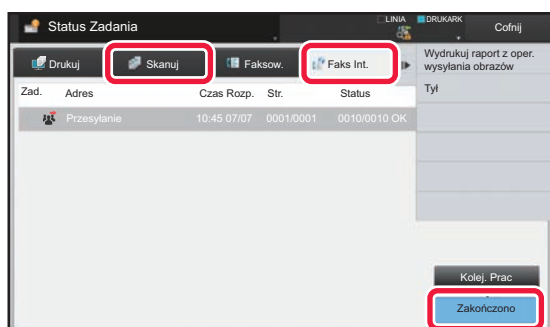 Status Zadania
LINIA
DRUKARK
Cofnij
Drukuj
Skanuj
Faksow.
Faks Int.
Wydrukuj raport z oper.
wysyłania obrazów
Tył
Zad. Adres Czas Rozp. Str. Status
Przesyłanie 10:45 07/07 0001/0001 0010/0010 OK
Kolej. Prac
Zakończono